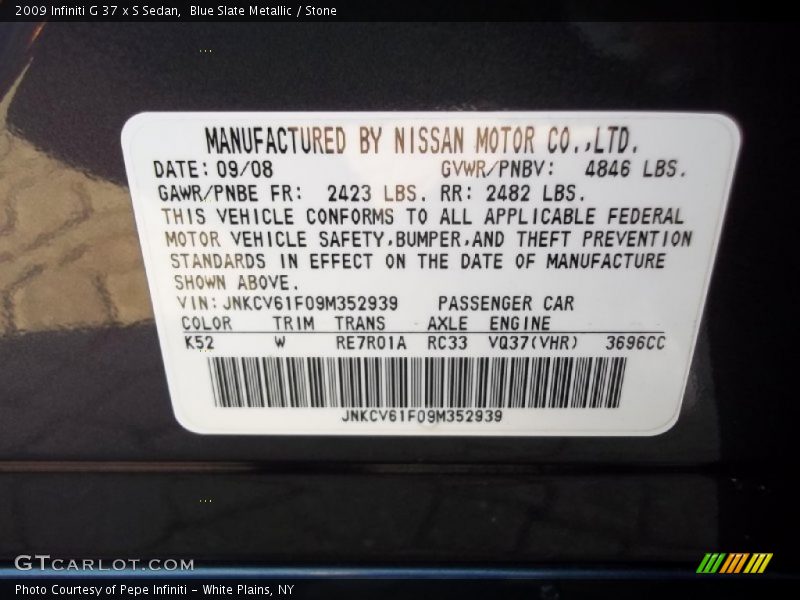 2009 Infiniti G 37 x S Sedan,  Blue Slate Metallic / Stone
MANUFACTURED BY NISSAN MOTOR CO.,LTD.
DATE: 09/08 GVWR/PNBV: 4846 LBS.
GAWR/PNBE FR: 2423 LBS. RR: 2482 LBS.
THIS VEHICLE CONFORMS TO ALL APPLICABLE FEDERAL
MOTOR VEHICLE SAFETY,BUMPER,AND THEFT PREVENTION
STANDARDS IN EFFECT ON THE DATE OF MANUFACTURE
SHOWN ABOVE.
VIN: JNKCV61F09M352939 PASSENGER CAR
COLOR TRIM TRANS AXLE ENGINE
K52 W RE7R01A RC33 VQ37(VHR) 3696CC
JNKCV61F09M352939
GTCARLOT.COM
Photo Courtesy of Pepe Infiniti - White Plains, NY